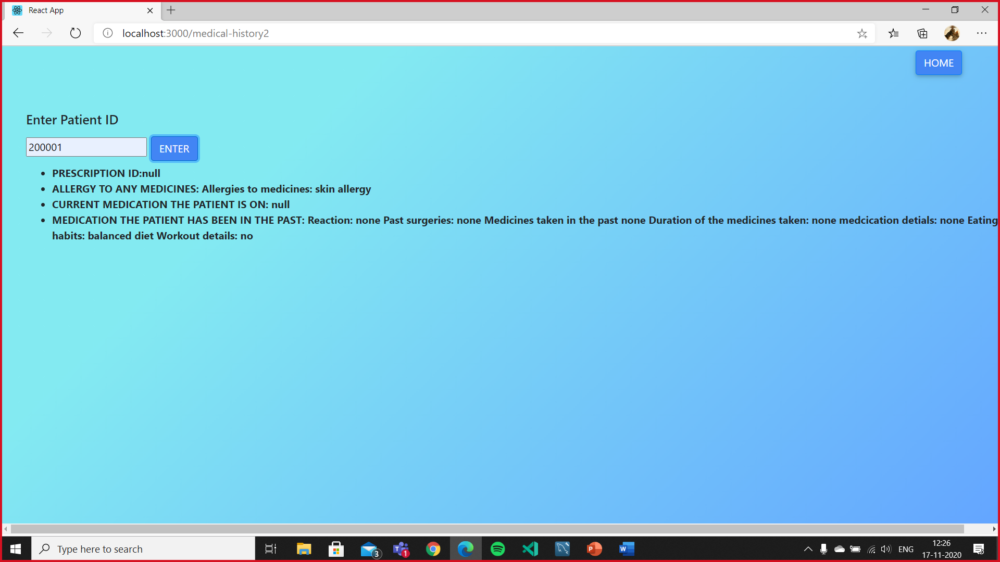 React App
localhost:3000/medical-history2
HOME
Enter Patient ID
200001
ENTER
PRESCRIPTION ID:null
ALLERGY TO ANY MEDICINES: Allergies to medicines: skin allergy
CURRENT MEDICATION THE PATIENT IS ON: null
MEDICATION THE PATIENT HAS BEEN IN THE PAST: Reaction: none Past surgeries: none Medicines taken in the past none Duration of the medicines taken: none medcication detials: none Eating
habits: balanced diet Workout details: no
Type here to search
3
T
1
P
W
ENG
12:26
17-11-2020